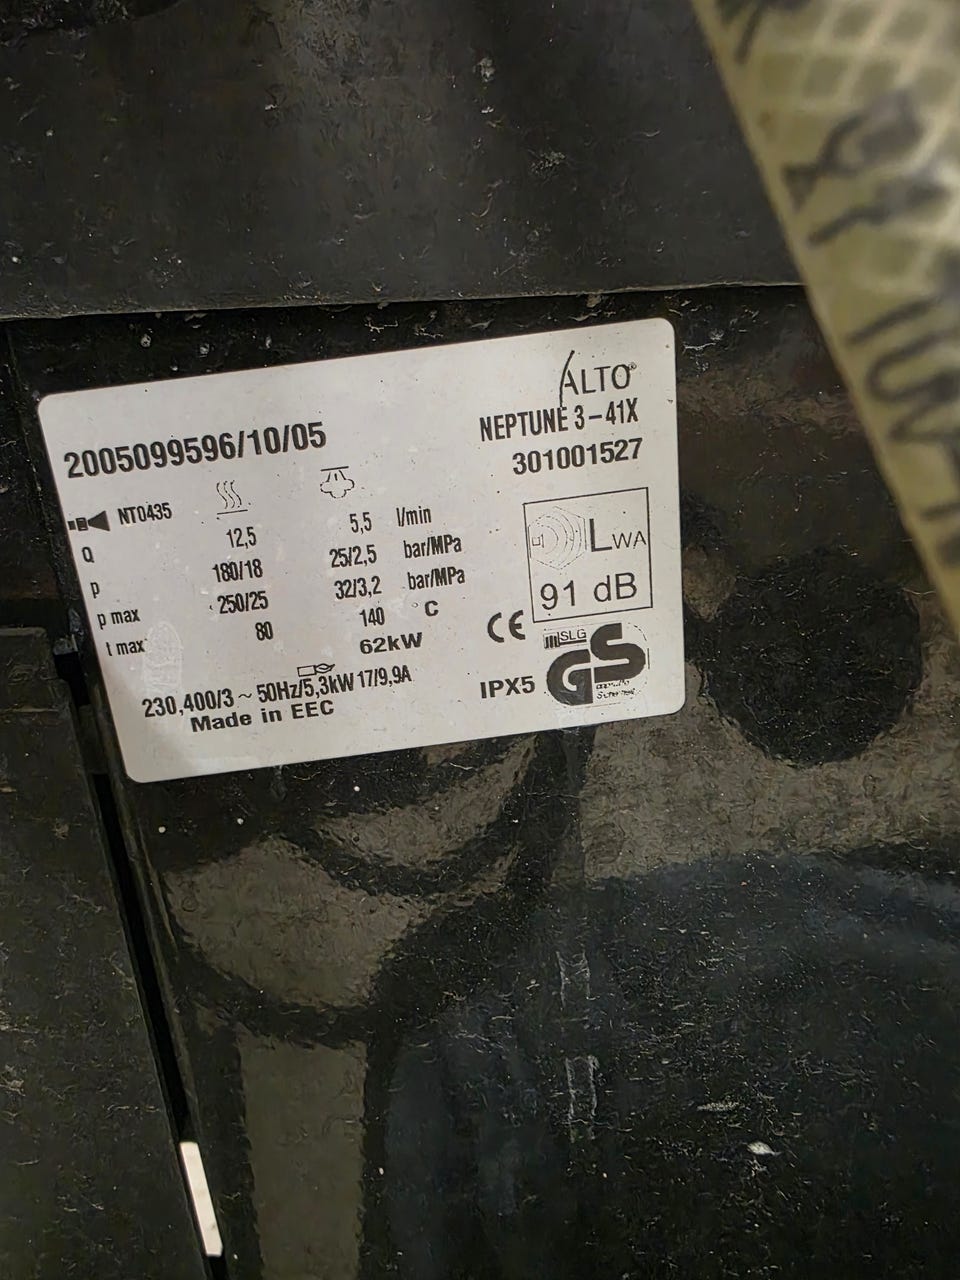 ALTO®
NEPTUNE 3-41X
2005099596/10/05
301001527
NT0435
Q 12,5 5,5 l/min
p 180/18 25/2,5 bar/MPa
p max 250/25 32/3,2 bar/MPa
t max 80 140 °C
62kW
230,400/3 ~ 50Hz/5,3kW 17/9,9A
Made in EEC
LWA
91 dB
CE
SLG
GS
IPX5